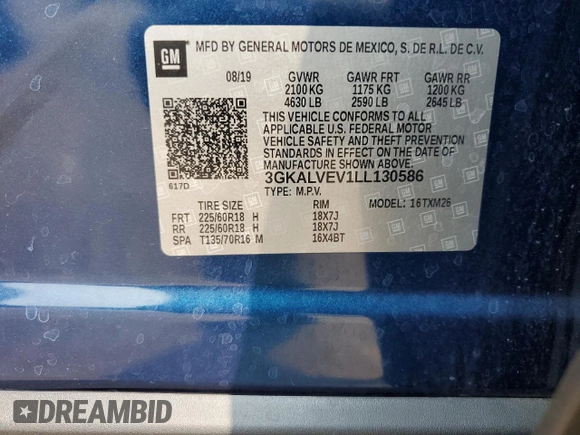 GM
MFD BY GENERAL MOTORS DE MEXICO, S. DE R.L. DE C.V.
08/19 GVWR GAWR FRT GAWR RR
2100 KG 1175 KG 1200 KG
4630 LB 2590 LB 2645 LB
THIS VEHICLE CONFORMS TO ALL
APPLICABLE U.S. FEDERAL MOTOR
VEHICLE SAFETY AND THEFT PREVENTION
STANDARDS IN EFFECT ON THE DATE OF
MANUFACTURE SHOWN ABOVE.
3GKALVEV1LL130586
617D TYPE: M.P.V.
TIRE SIZE RIM MODEL: 16TXM26
FRT 225/60R18 H 18X7J
RR 225/60R18 H 18X7J
SPA T135/70R16 M 16X4BT
DREAMBID